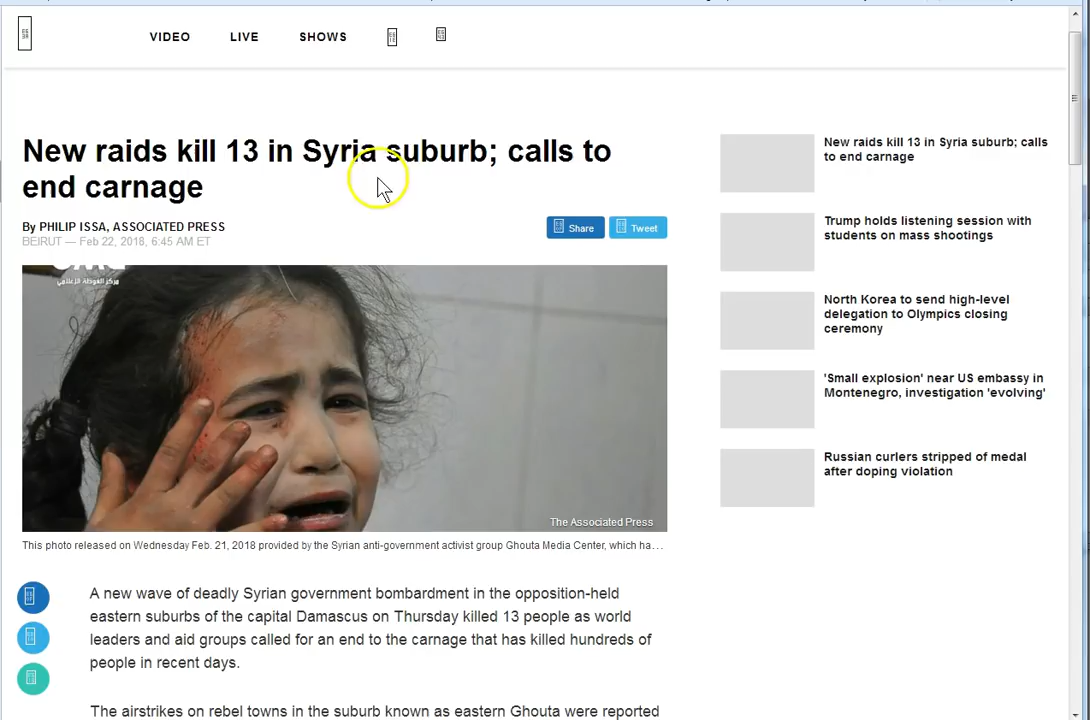 VIDEO LIVE SHOWS
New raids kill 13 in Syria suburb; calls to
end carnage
By PHILIP ISSA, ASSOCIATED PRESS
BEIRUT — Feb 22, 2018, 6:45 AM ET
Share Tweet
مركز الغوطة الإعلامي
The Associated Press
This photo released on Wednesday Feb. 21, 2018 provided by the Syrian anti-government activist group Ghouta Media Center, which ha…
A new wave of deadly Syrian government bombardment in the opposition-held
eastern suburbs of the capital Damascus on Thursday killed 13 people as world
leaders and aid groups called for an end to the carnage that has killed hundreds of
people in recent days.
The airstrikes on rebel towns in the suburb known as eastern Ghouta were reported
New raids kill 13 in Syria suburb; calls
to end carnage
Trump holds listening session with
students on mass shootings
North Korea to send high-level
delegation to Olympics closing
ceremony
'Small explosion' near US embassy in
Montenegro, investigation 'evolving'
Russian curlers stripped of medal
after doping violation